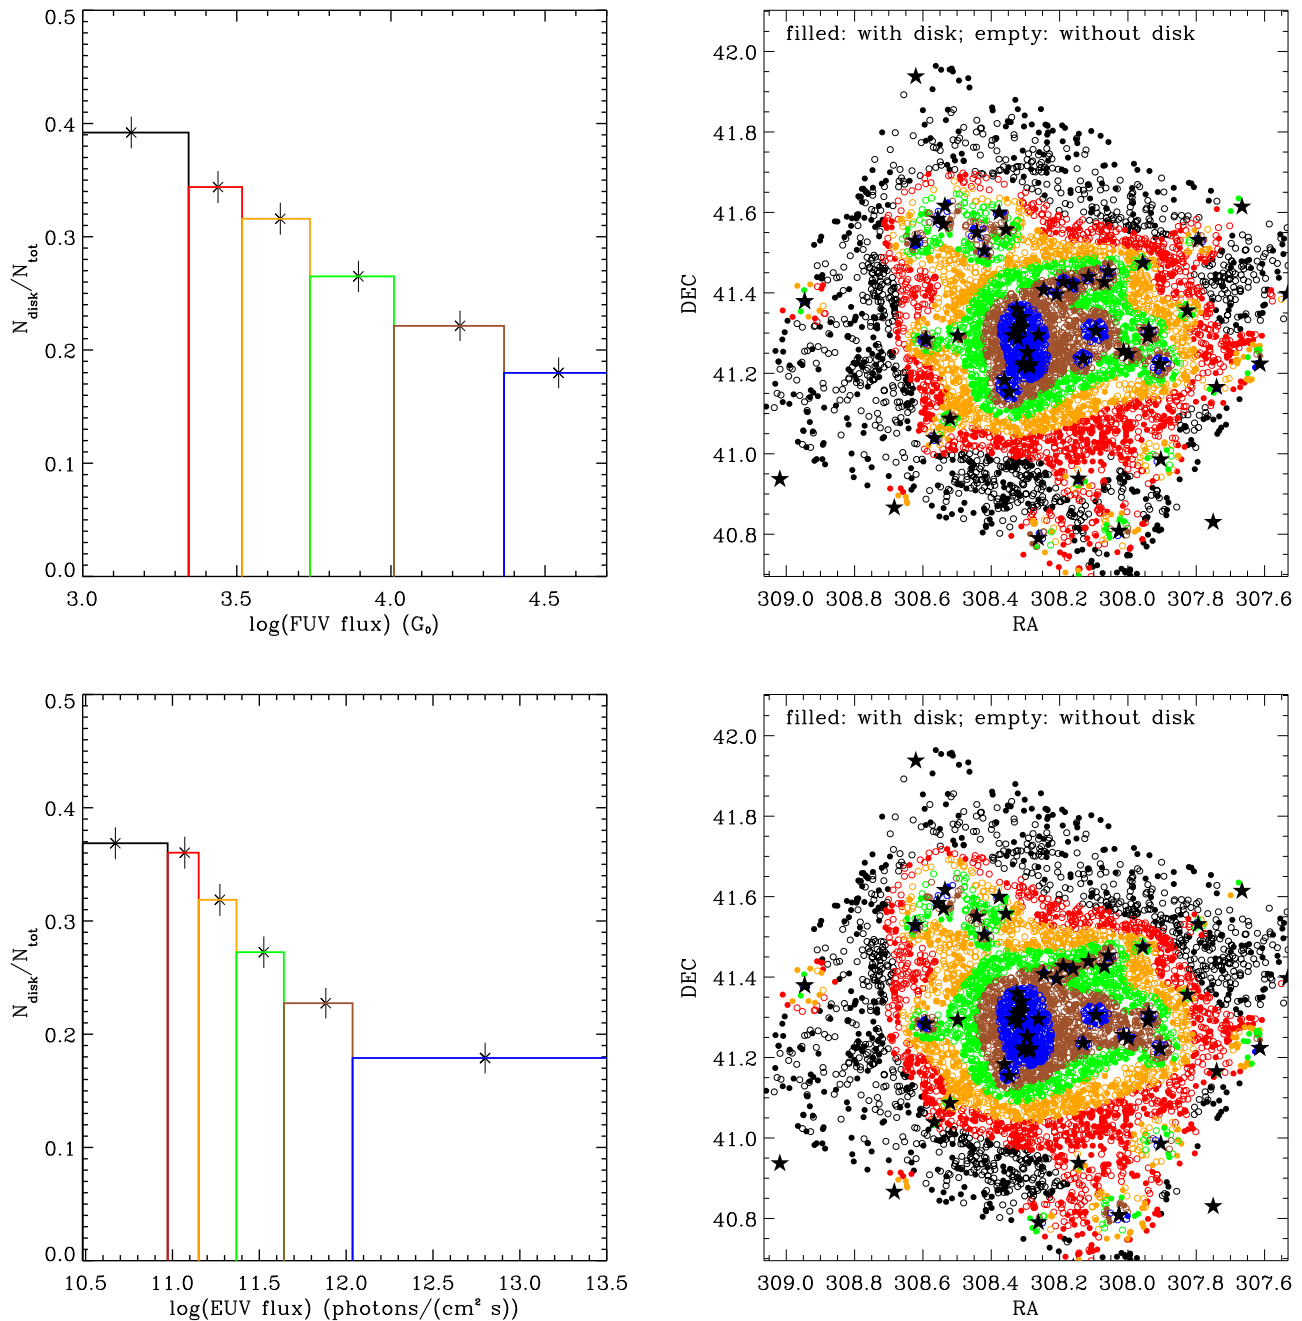 0.5
0.4
0.3
0.2
0.1
0.0
N_disk/N_tot
3.0 3.5 4.0 4.5
log(FUV flux) (G₀)
filled: with disk; empty: without disk
42.0
41.8
41.6
41.4
41.2
41.0
40.8
DEC
309.0 308.8 308.6 308.4 308.2 308.0 307.8 307.6
RA
0.5
0.4
0.3
0.2
0.1
0.0
N_disk/N_tot
10.5 11.0 11.5 12.0 12.5 13.0 13.5
log(EUV flux) (photons/(cm² s))
filled: with disk; empty: without disk
42.0
41.8
41.6
41.4
41.2
41.0
40.8
DEC
309.0 308.8 308.6 308.4 308.2 308.0 307.8 307.6
RA